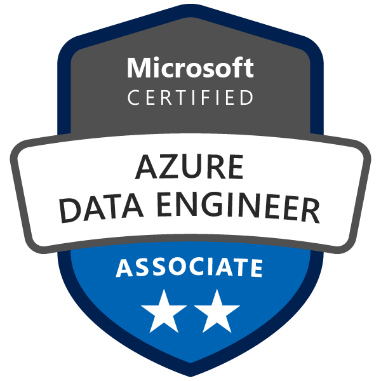 Microsoft
CERTIFIED
AZURE
DATA ENGINEER
ASSOCIATE